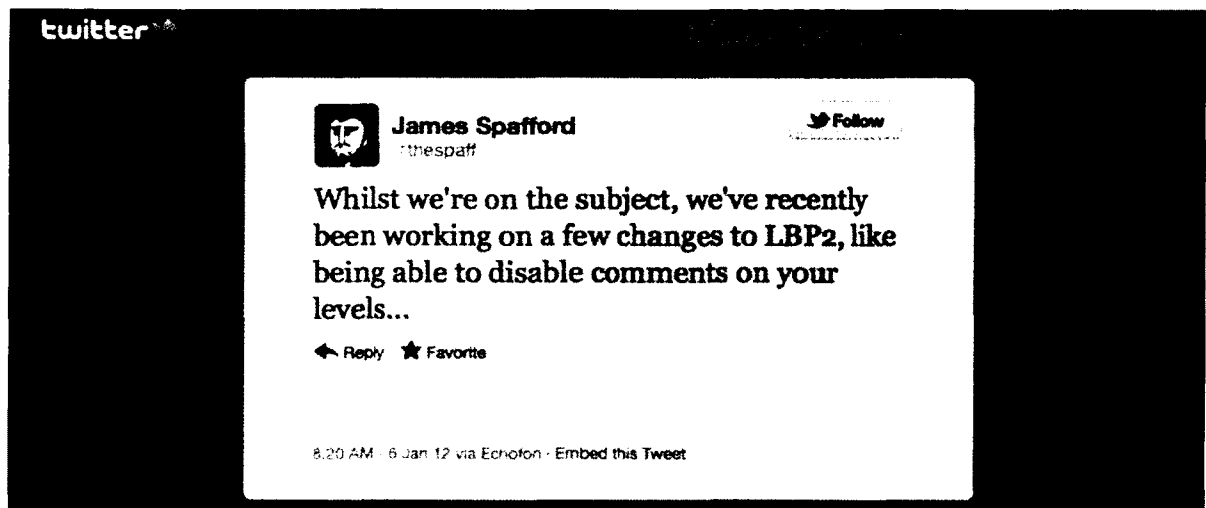 twitter
James Spafford
Follow
thespaff
Whilst we're on the subject, we've recently
been working on a few changes to LBP2, like
being able to disable comments on your
levels...
Reply Favorite
8:20 AM - 6 Jan 12 via Echofon · Embed this Tweet